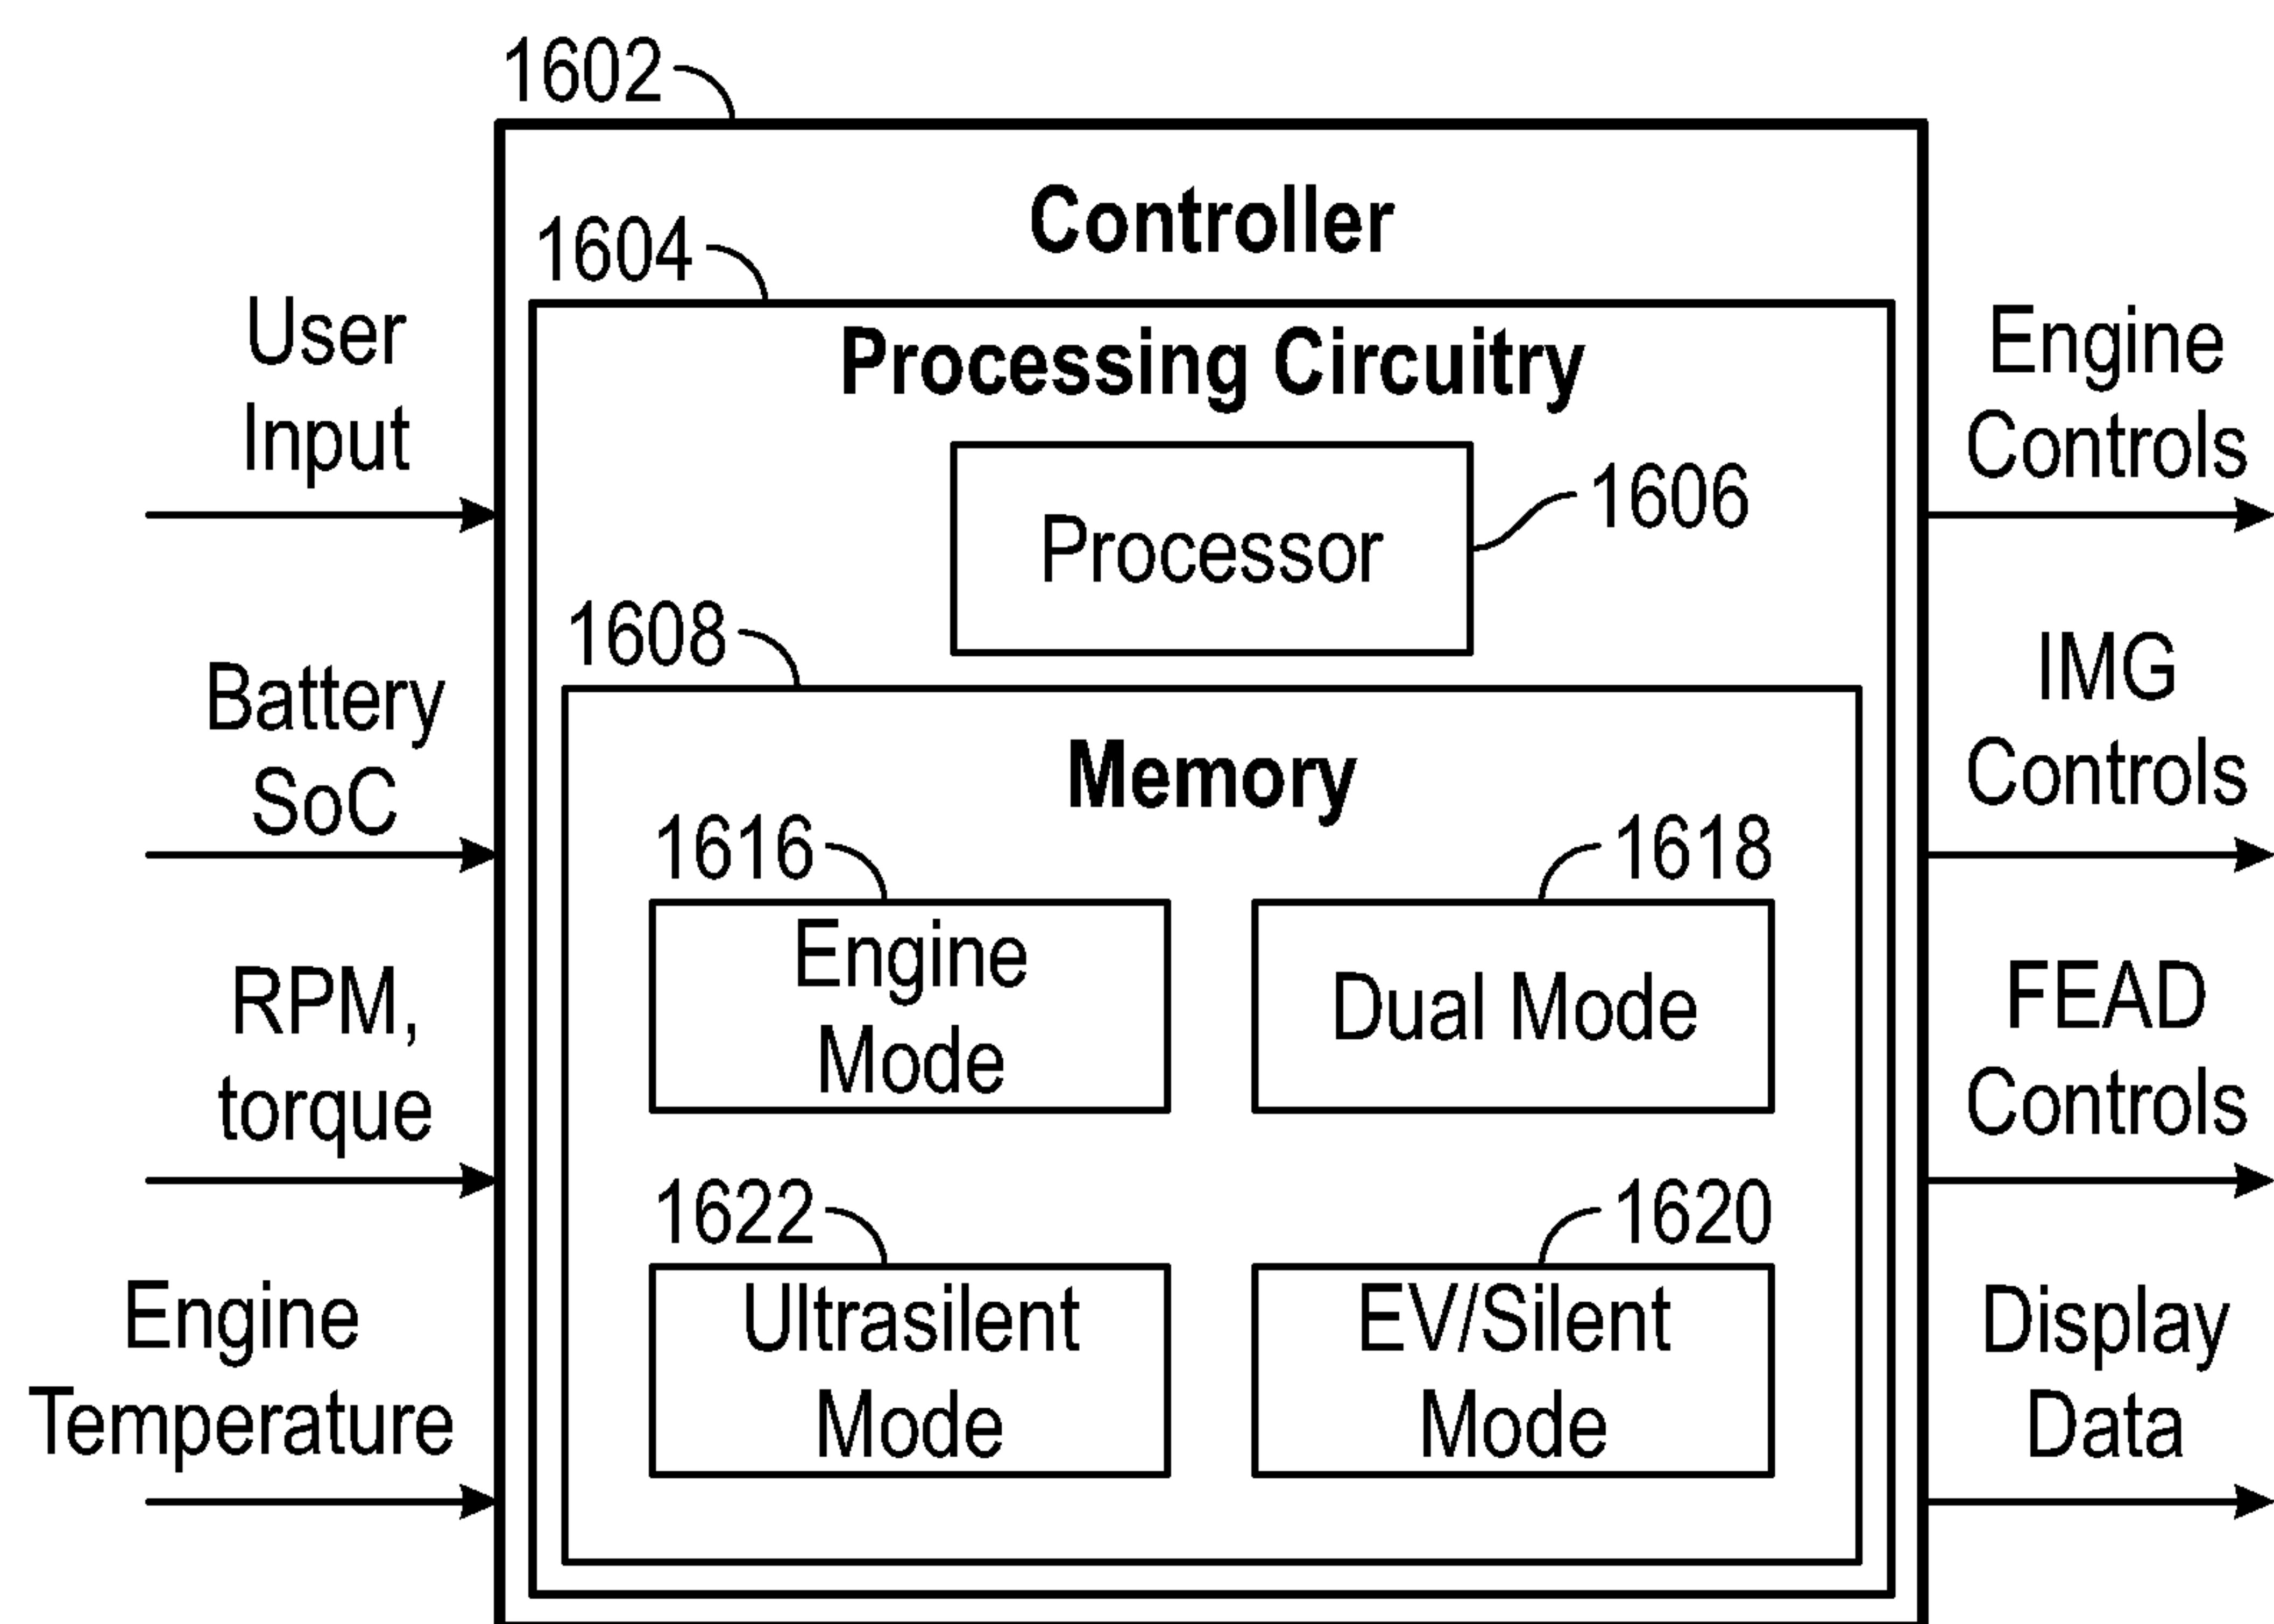 1602
Controller
1604
Processing Circuitry
User
Input
Engine
Controls
Processor
1606
1608
Memory
Battery
SoC
IMG
Controls
1616
Engine
Mode
1618
Dual Mode
RPM,
torque
FEAD
Controls
1622
Ultrasilent
Mode
1620
EV/Silent
Mode
Engine
Temperature
Display
Data